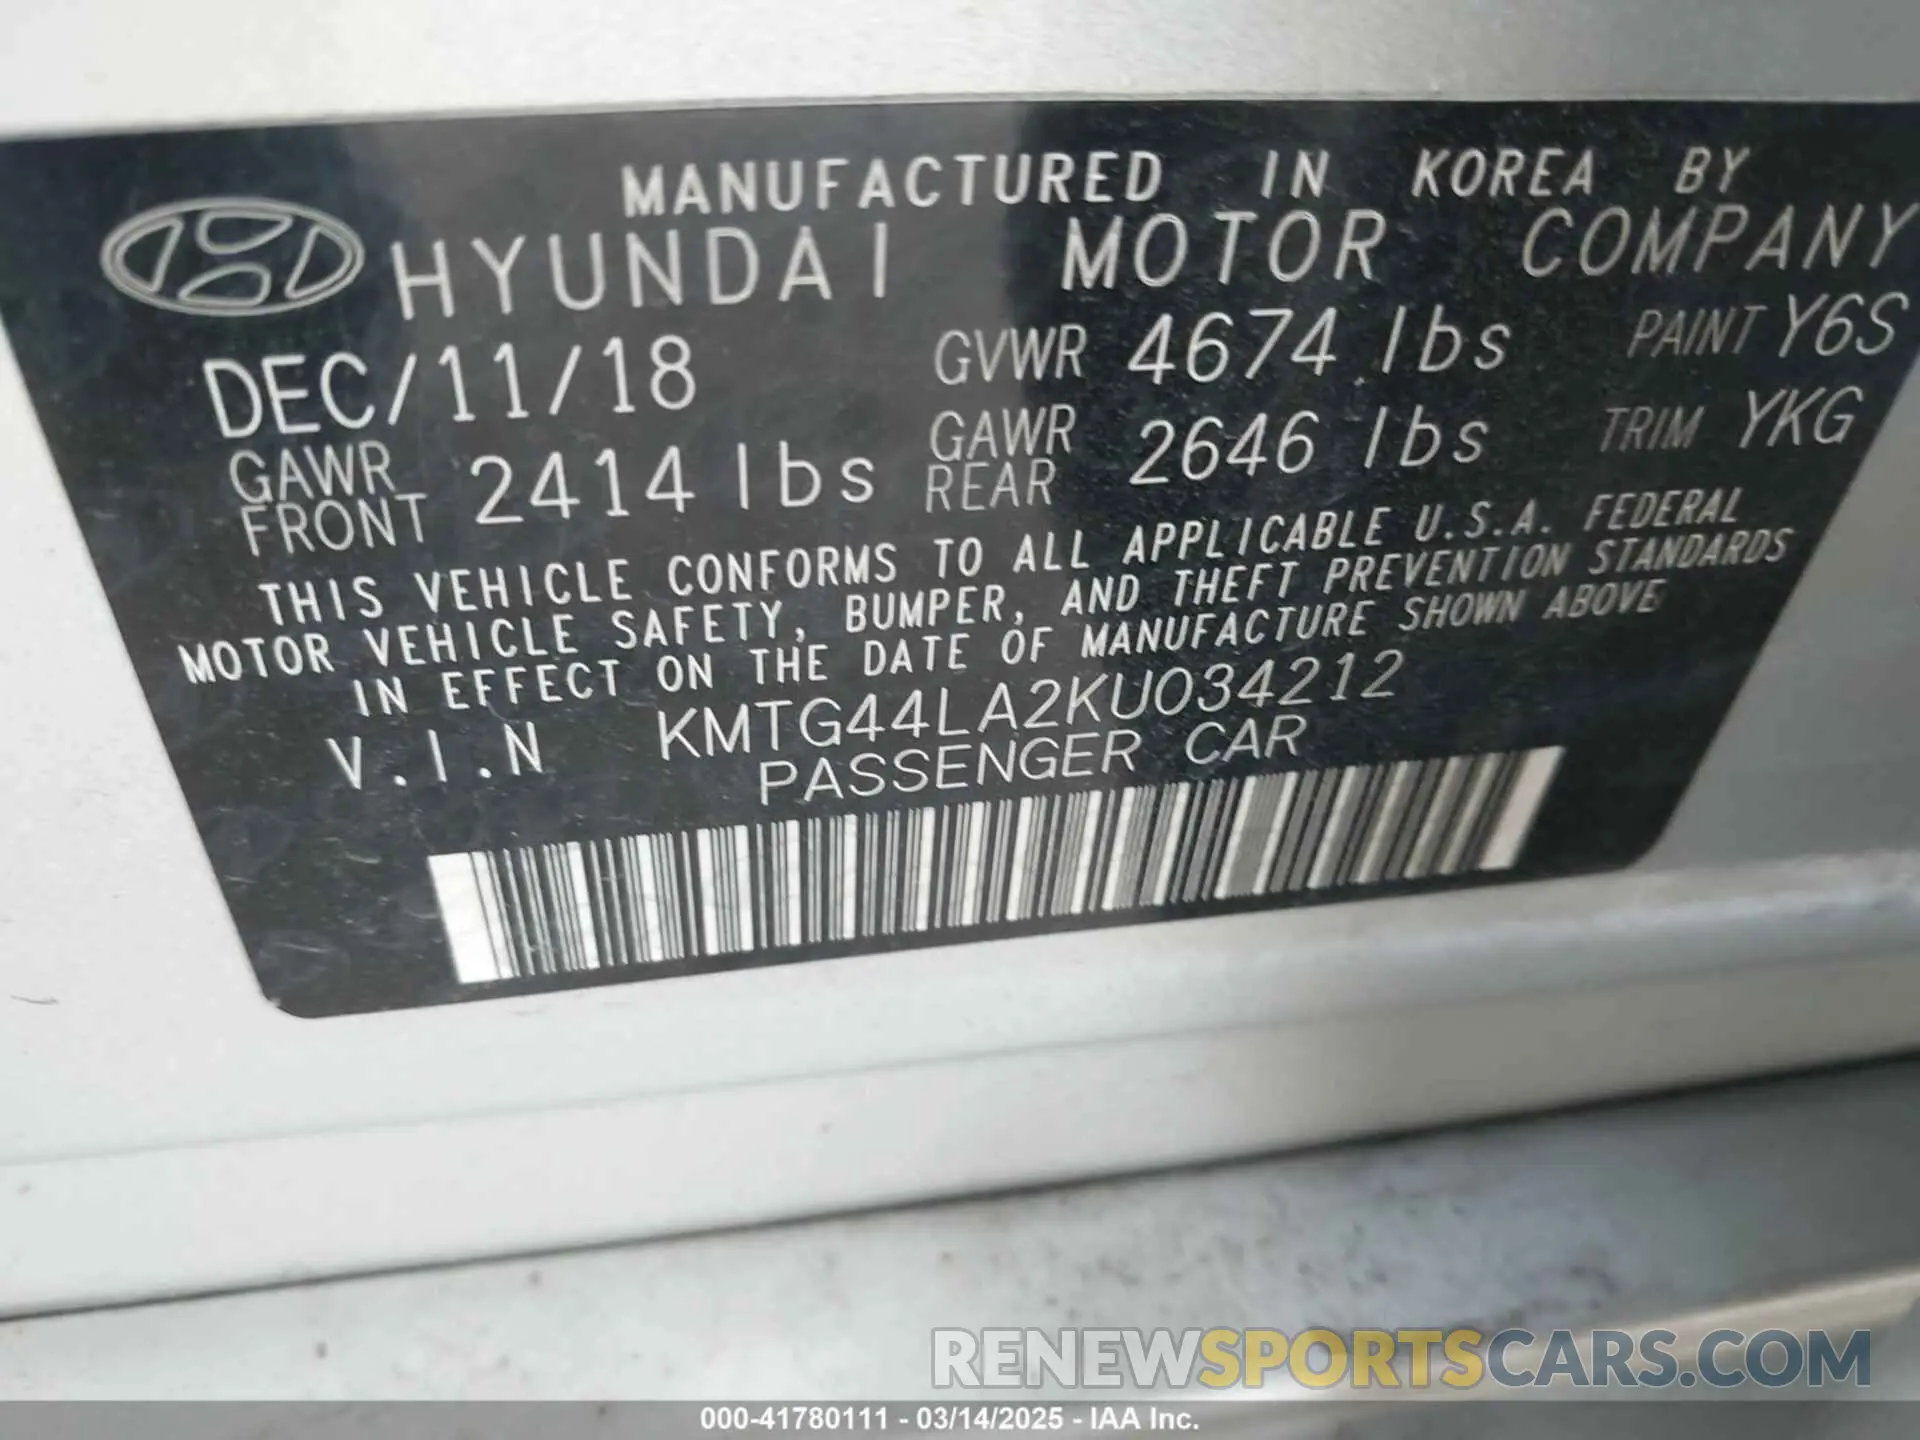 MANUFACTURED IN KOREA BY
HYUNDAI MOTOR COMPANY
DEC/11/18 GVWR 4674 lbs PAINT Y6S
GAWR FRONT 2414 lbs GAWR REAR 2646 lbs TRIM YKG
THIS VEHICLE CONFORMS TO ALL APPLICABLE U.S.A. FEDERAL
MOTOR VEHICLE SAFETY, BUMPER, AND THEFT PREVENTION STANDARDS
IN EFFECT ON THE DATE OF MANUFACTURE SHOWN ABOVE
V.I.N KMTG44LA2KU034212
PASSENGER CAR
RENEWSPORTSCARS.COM
000-41780111 - 03/14/2025 - IAA Inc.